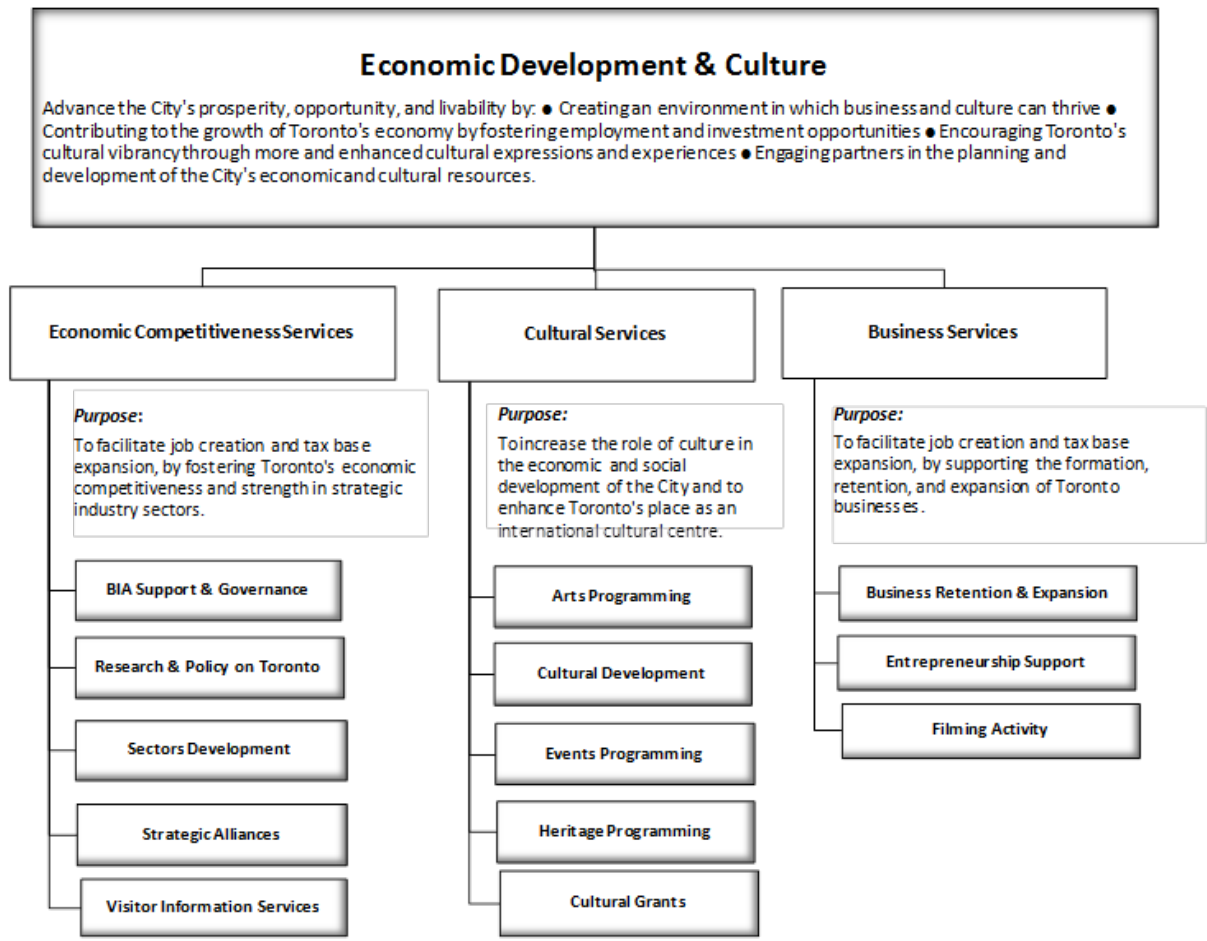 Economic Development & Culture
Advance the City's prosperity, opportunity, and livability by: ● Creating an environment in which business and culture can thrive ●
Contributing to the growth of Toronto's economy by fostering employment and investment opportunities ● Encouraging Toronto's
cultural vibrancy through more and enhanced cultural expressions and experiences ● Engaging partners in the planning and
development of the City's economic and cultural resources.
Economic Competitiveness Services
Purpose:
To facilitate job creation and tax base
expansion, by fostering Toronto's economic
competitiveness and strength in strategic
industry sectors.
BIA Support & Governance
Research & Policy on Toronto
Sectors Development
Strategic Alliances
Visitor Information Services
Cultural Services
Purpose:
To increase the role of culture in
the economic and social
development of the City and to
enhance Toronto's place as an
international cultural centre.
Arts Programming
Cultural Development
Events Programming
Heritage Programming
Cultural Grants
Business Services
Purpose:
To facilitate job creation and tax base
expansion, by supporting the formation,
retention, and expansion of Toronto
businesses.
Business Retention & Expansion
Entrepreneurship Support
Filming Activity